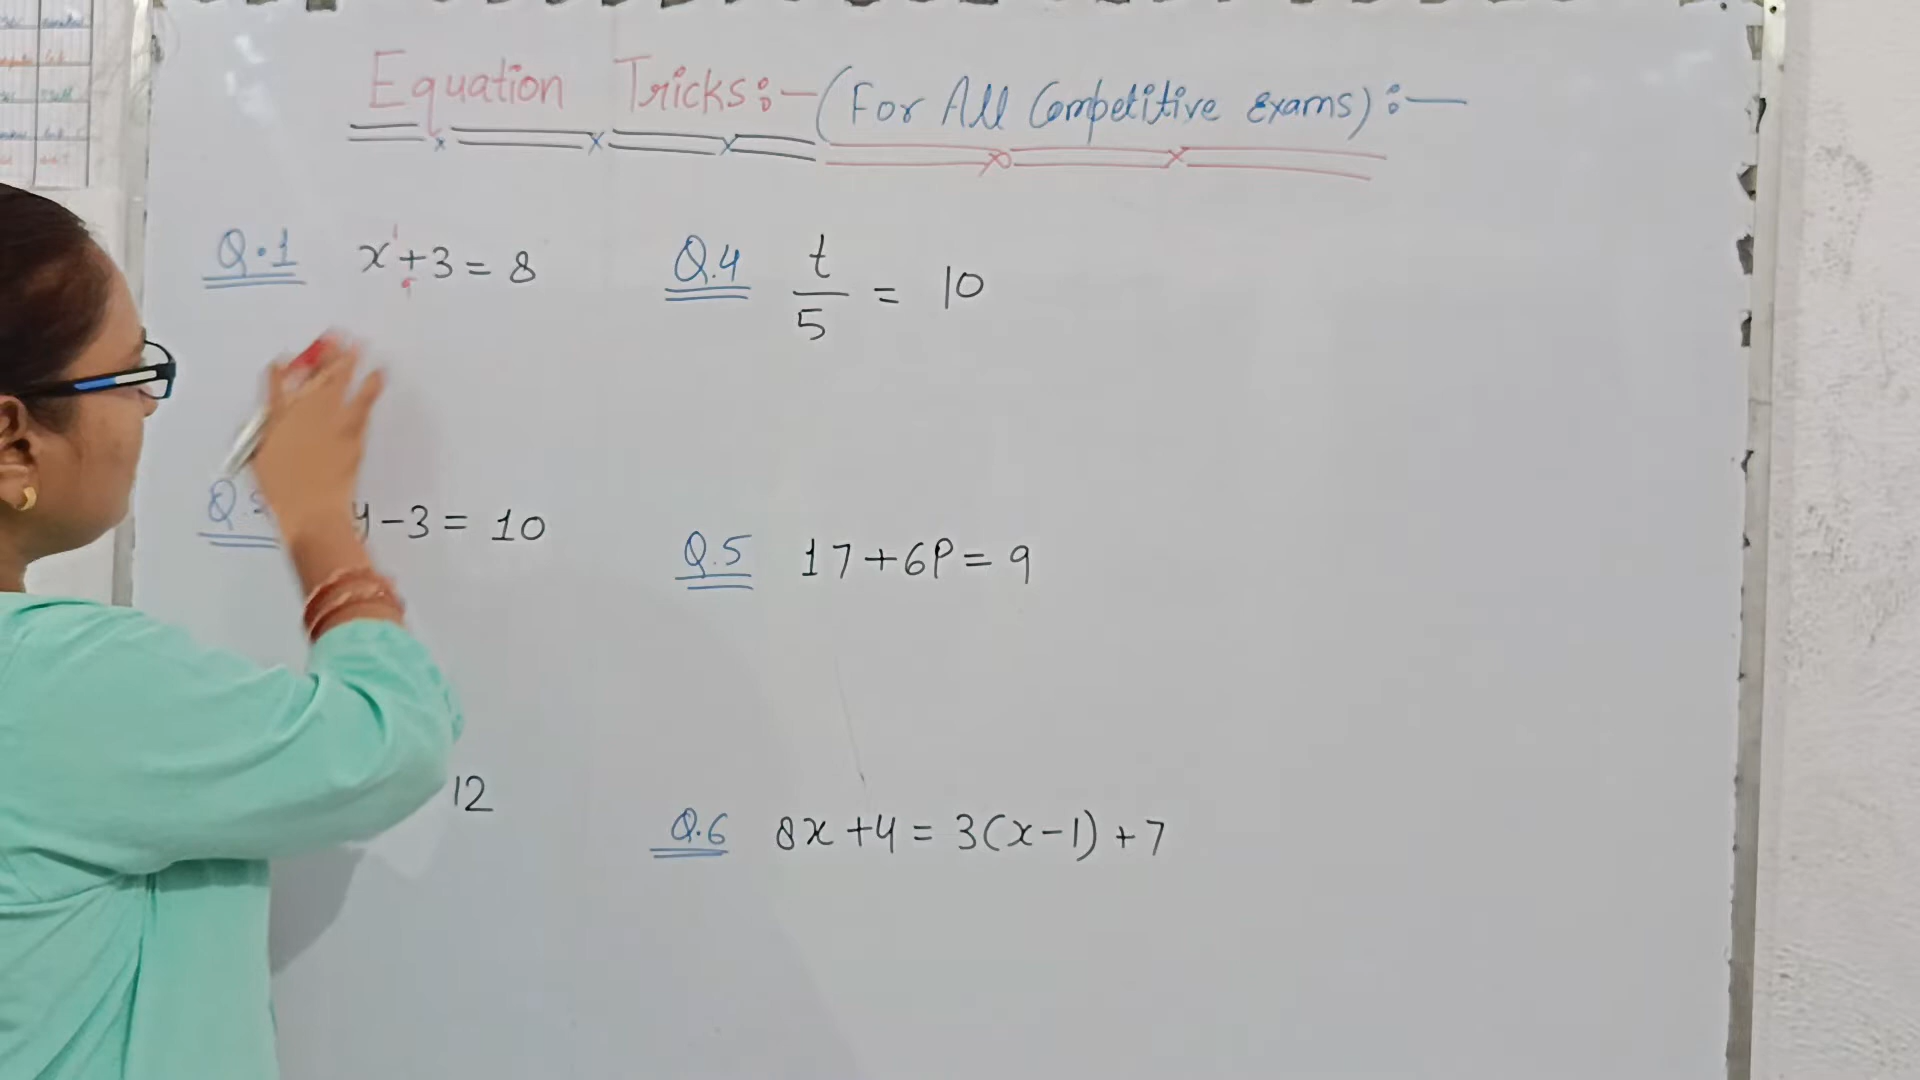 Equation Tricks:- (For All Competitive Exams):-
Q.1 x¹+3=8
Q.4 t/5 = 10
Q y-3=10
Q.5 17+6P=9
12
Q.6 8x+4=3(x-1)+7